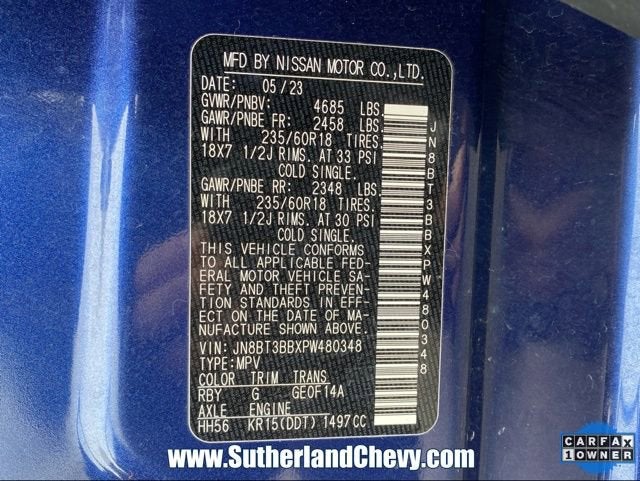 MFD BY NISSAN MOTOR CO.,LTD.
DATE: 05/23
GVWR/PNBV: 4685 LBS.
GAWR/PNBE FR: 2458 LBS.
WITH 235/60R18 TIRES.
18X7 1/2J RIMS. AT 33 PSI
COLD SINGLE.
GAWR/PNBE RR: 2348 LBS.
WITH 235/60R18 TIRES.
18X7 1/2J RIMS. AT 30 PSI
COLD SINGLE.
THIS VEHICLE CONFORMS
TO ALL APPLICABLE FED-
ERAL MOTOR VEHICLE SA-
FETY AND THEFT PREVEN-
TION STANDARDS IN EFF-
ECT ON THE DATE OF MA-
NUFACTURE SHOWN ABOVE.
VIN: JN8BT3BBXPW480348
TYPE:MPV
COLOR TRIM TRANS
RBY G GE0F14A
AXLE ENGINE
HH56 KR15(DDT) 1497CC
JN8BT3BBXPW480348
www.SutherlandChevy.com
CARFAX
1 OWNER